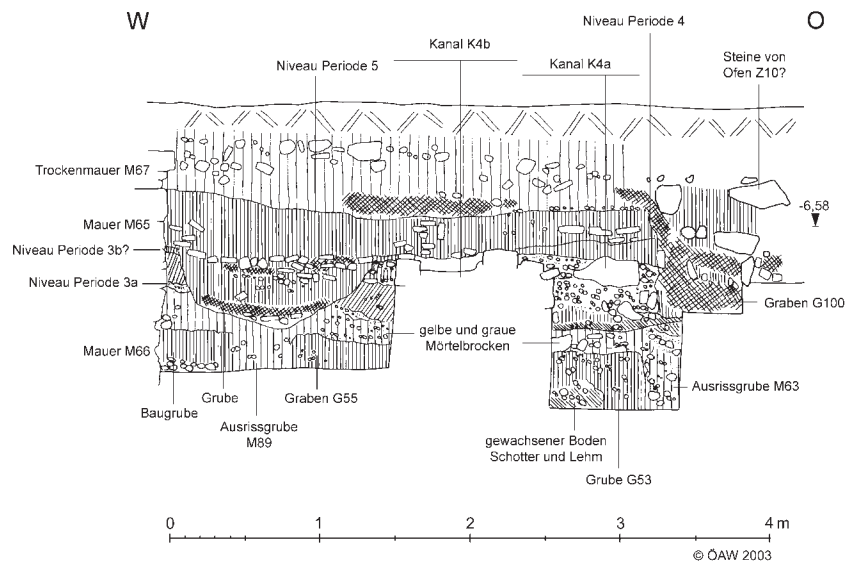 W
O
Niveau Periode 4
Kanal K4b
Kanal K4a
Steine von
Ofen Z10?
Niveau Periode 5
Trockenmauer M67
Mauer M65
-6,58
Niveau Periode 3b?
Niveau Periode 3a
Graben G100
gelbe und graue
Mörtelbrocken
Mauer M66
Ausrissgrube M63
Baugrube
Grube
Graben G55
Ausrissgrube
M89
gewachsener Boden
Schotter und Lehm
Grube G53
0 1 2 3 4 m
© ÖAW 2003